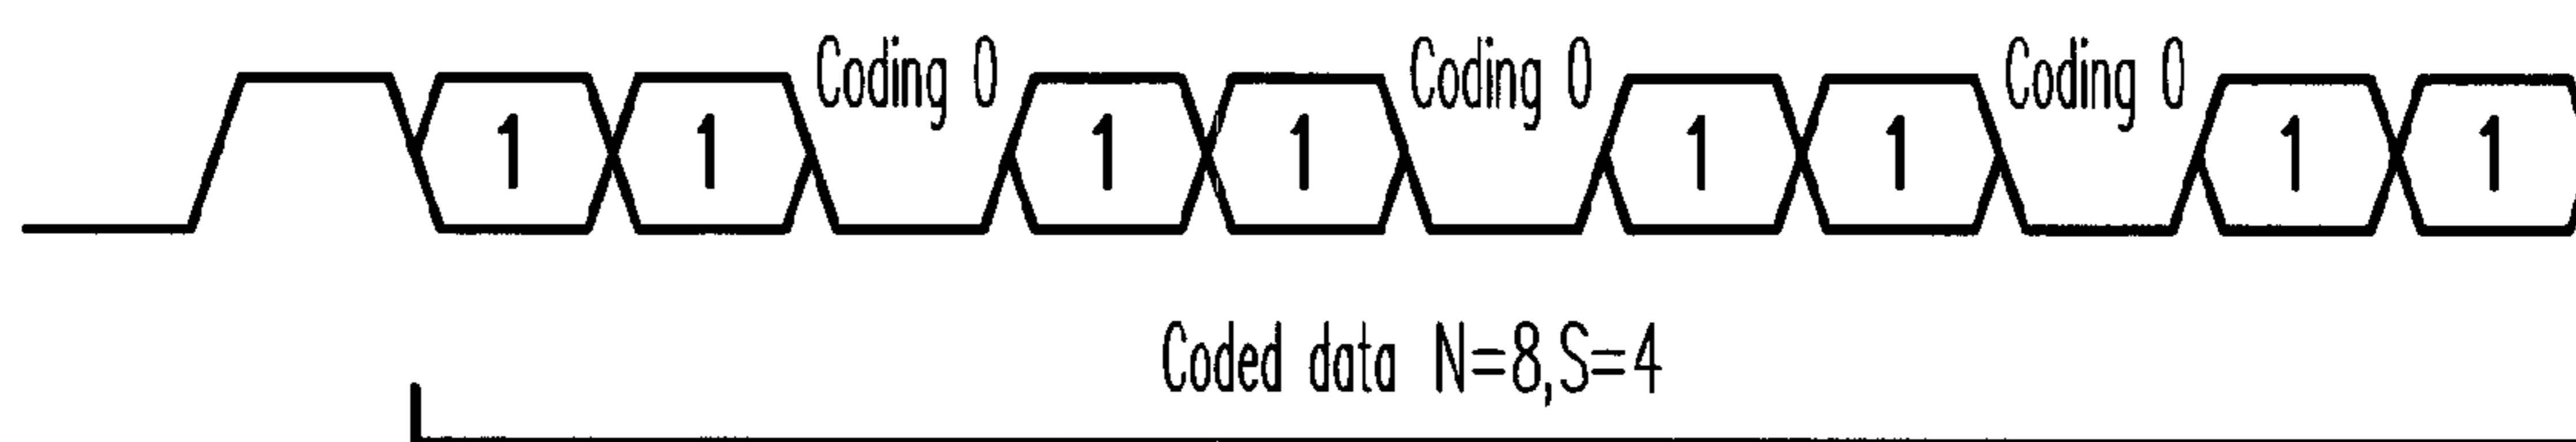 Coding 0 Coding 0 Coding 0
1 1 1 1 1 1 1 1
Coded data N=8,S=4